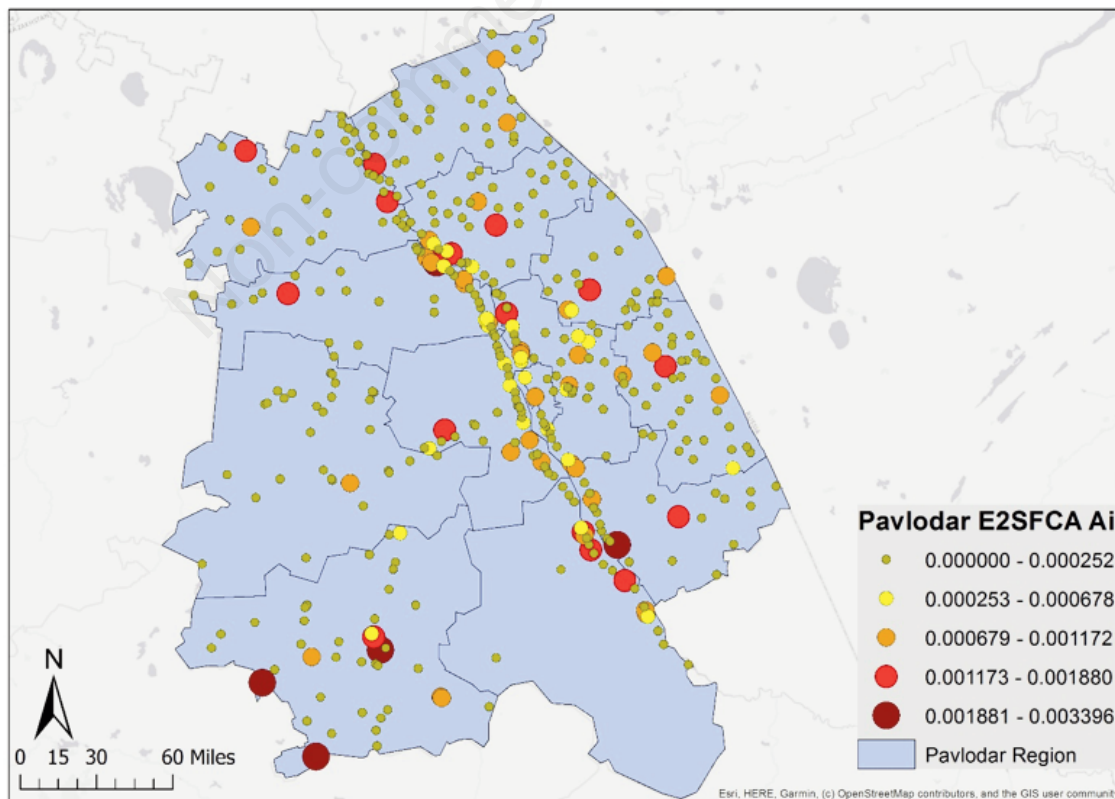 Non-comme
Pavlodar E2SFCA Ai
0.000000 - 0.000252
0.000253 - 0.000678
0.000679 - 0.001172
0.001173 - 0.001880
0.001881 - 0.003396
Pavlodar Region
N
0 15 30 60 Miles
Esri, HERE, Garmin, (c) OpenStreetMap contributors, and the GIS user communit